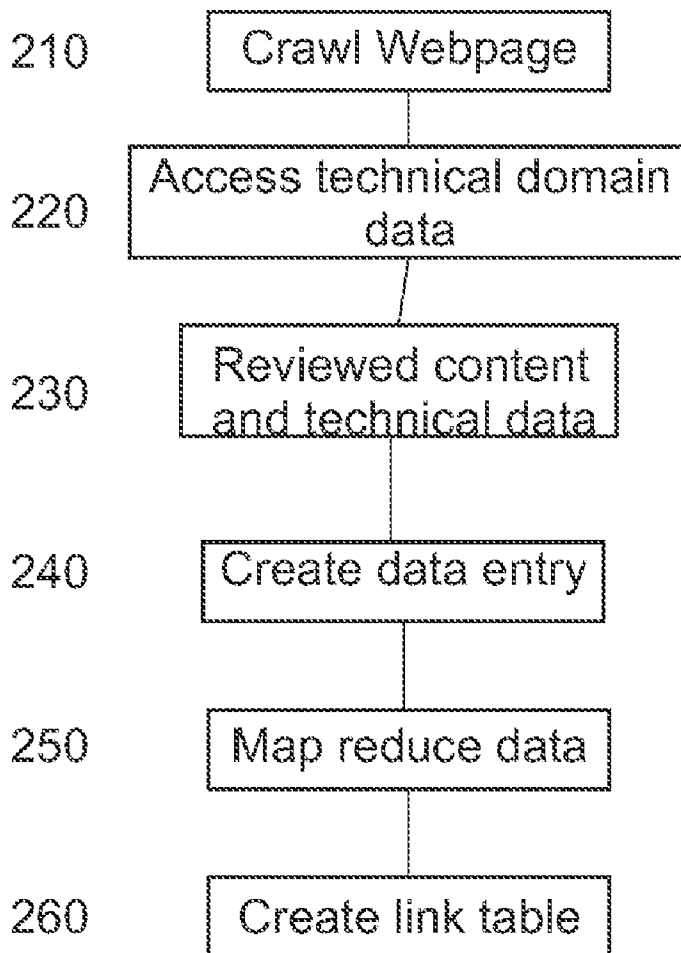 210 Crawl Webpage
Access technical domain
220 data
Reviewed content
230 and technical data
240 Create data entry
250 Map reduce data
260 Create link table